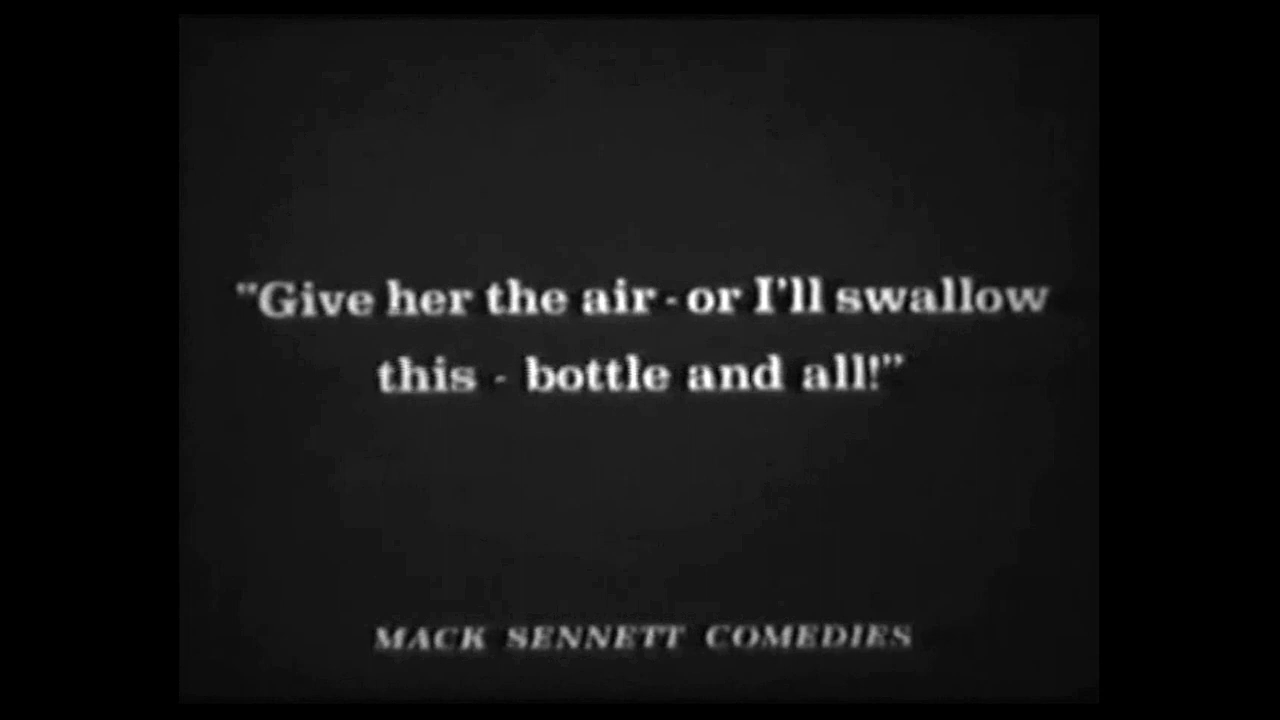 "Give her the air - or I'll swallow
this - bottle and all!"
MACK SENNETT COMEDIES